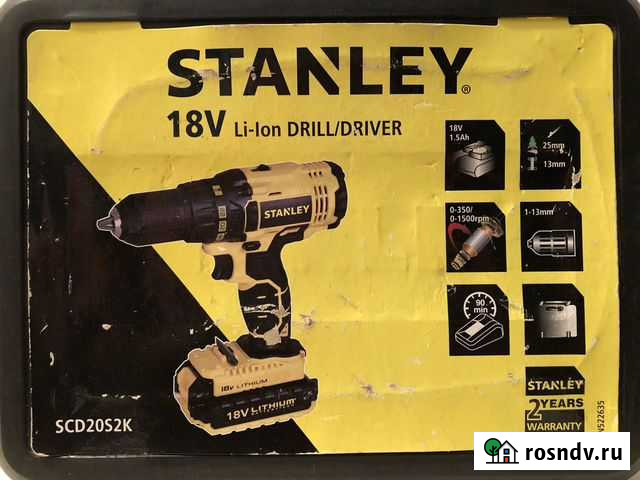 STANLEY®
18V Li-Ion DRILL/DRIVER
18V
1.5Ah
25mm
13mm
0-350/
0-1500rpm
1-13mm
90
min
STANLEY
18V LITHIUM
18V LITHIUM
SCD20S2K
STANLEY
2 YEARS
WARRANTY
N522635
rosndv.ru